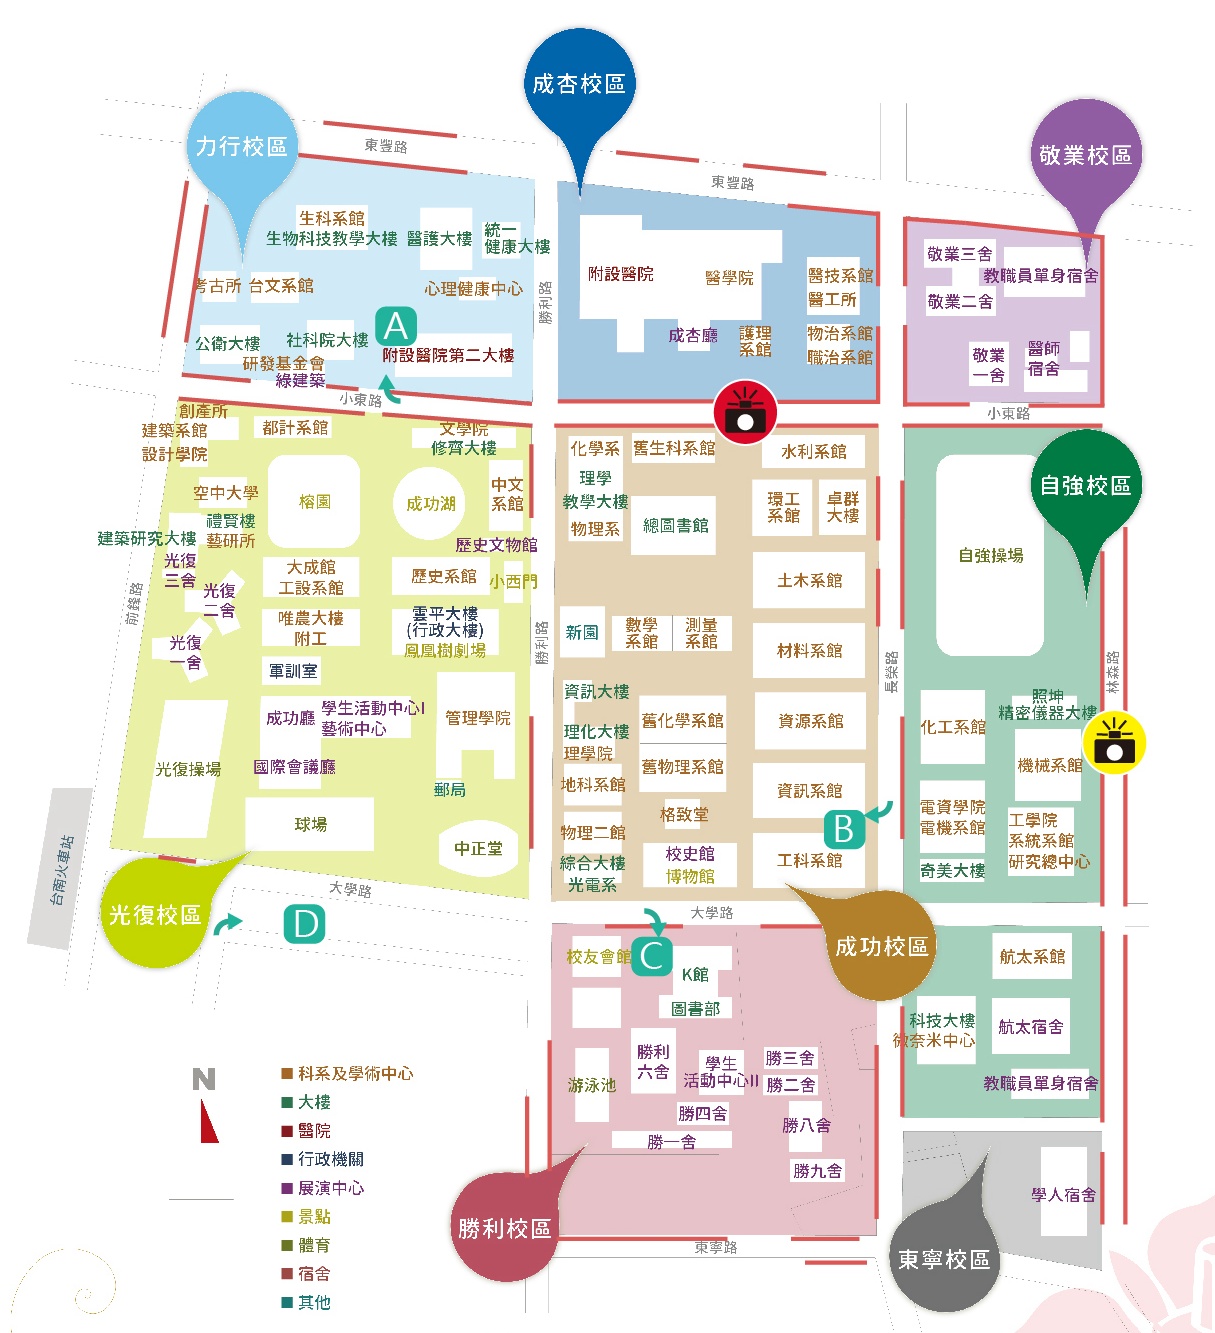 成杏校區
力行校區
敬業校區
東豐路
東豐路
生科系館
生物科技教學大樓
醫護大樓
統一
健康大樓
考古所
台文系館
心理健康中心
公衛大樓
社科院大樓
A
研發基金會
綠建築
附設醫院第二大樓
小東路
勝利路
附設醫院
醫學院
醫技系館
醫工所
成杏廳
護理
系館
物治系館
職治系館
敬業三舍
教職員單身宿舍
敬業二舍
敬業
一舍
醫師
宿舍
小東路
創產所
建築系館
設計學院
都計系館
文學院
修齊大樓
空中大學
榕園
成功湖
中文
系館
禮賢樓
建築研究大樓
藝研所
歷史文物館
光復
三舍
大成館
工設系館
歷史系館
小西門
光復
二舍
前鋒路
唯農大樓
附工
雲平大樓
(行政大樓)
鳳凰樹劇場
勝利路
光復
一舍
軍訓室
成功廳
學生活動中心I
藝術中心
管理學院
光復操場
國際會議廳
郵局
球場
中正堂
台南火車站
光復校區
大學路
D
化學系
舊生科系館
水利系館
理學
教學大樓
物理系
總圖書館
環工
系館
卓群
大樓
土木系館
新園
數學
系館
測量
系館
材料系館
長榮路
資訊大樓
理化大樓
理學院
舊化學系館
資源系館
地科系館
舊物理系館
資訊系館
格致堂
B
物理二館
校史館
博物館
工科系館
綜合大樓
光電系
大學路
成功校區
自強校區
自強操場
林森路
照坤
精密儀器大樓
化工系館
機械系館
電資學院
電機系館
工學院
系統系館
研究總中心
奇美大樓
航太系館
科技大樓
微奈米中心
航太宿舍
教職員單身宿舍
校友會館
C
K館
圖書部
勝利
六舍
游泳池
學生
活動中心II
勝三舍
勝二舍
勝四舍
勝八舍
勝一舍
勝九舍
勝利校區
東寧路
學人宿舍
東寧校區
N
科系及學術中心
大樓
醫院
行政機關
展演中心
景點
體育
宿舍
其他